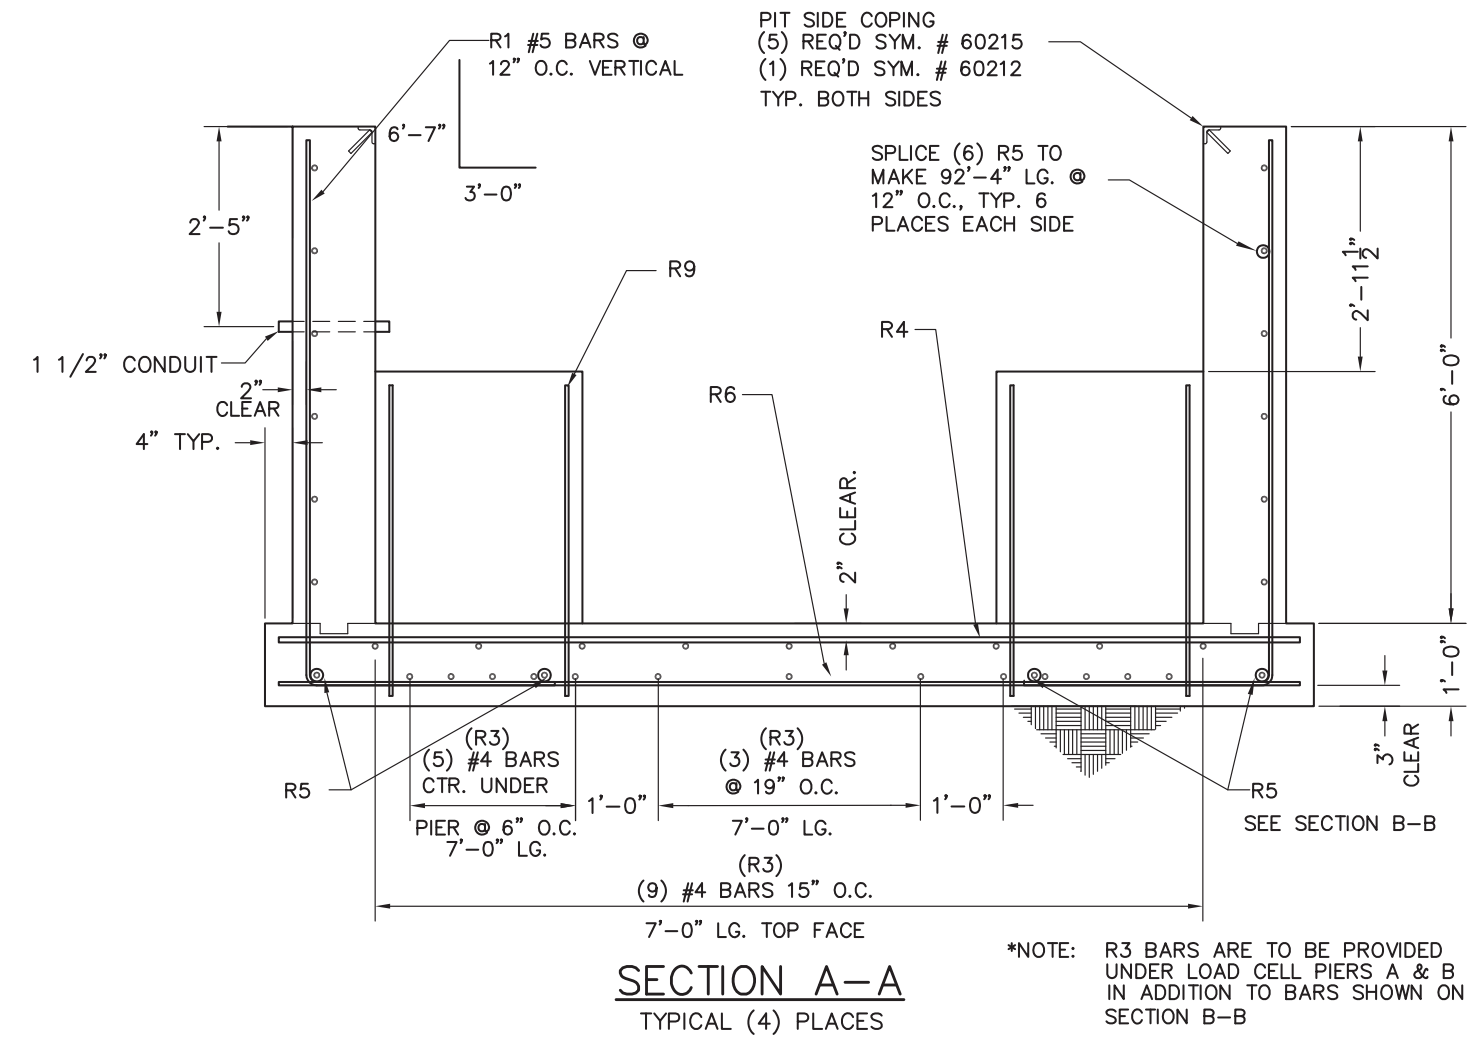 PIT SIDE COPING
(5) REQ'D SYM. # 60215
(1) REQ'D SYM. # 60212
TYP. BOTH SIDES
R1 #5 BARS @
12" O.C. VERTICAL
6'-7"
3'-0"
SPLICE (6) R5 TO
MAKE 92'-4" LG. @
12" O.C., TYP. 6
PLACES EACH SIDE
2'-5"
R9
2'-11 1/2"
R4
1 1/2" CONDUIT
2"
CLEAR
R6
6'-0"
4" TYP.
2" CLEAR.
1'-0"
3"
CLEAR
(R3)
(5) #4 BARS
CTR. UNDER
PIER @ 6" O.C.
7'-0" LG.
1'-0"
(R3)
(3) #4 BARS
@ 19" O.C.
7'-0" LG.
1'-0"
R5
R5
SEE SECTION B-B
(R3)
(9) #4 BARS 15" O.C.
7'-0" LG. TOP FACE
SECTION A-A
TYPICAL (4) PLACES
*NOTE: R3 BARS ARE TO BE PROVIDED
UNDER LOAD CELL PIERS A & B
IN ADDITION TO BARS SHOWN ON
SECTION B-B